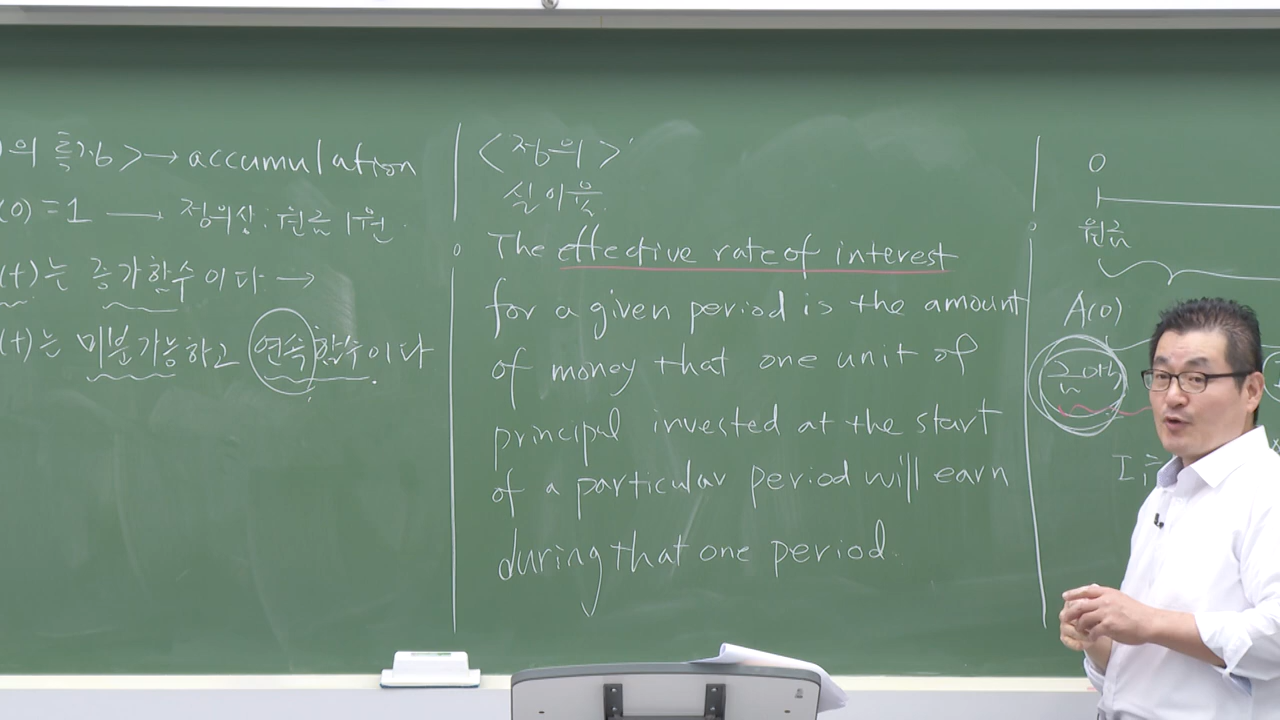 의 특징>→ accumulation
(0)=1 → 정의상: 원금 1원.
(t)는 증가함수이다 →
(t)는 미분가능하고 연속함수이다.
<정의>
실이율.
The effective rate of interest
for a given period is the amount
of money that one unit of
principal invested at the start
of a particular period will earn
during that one period.
0
원금
A(0)
금액
I